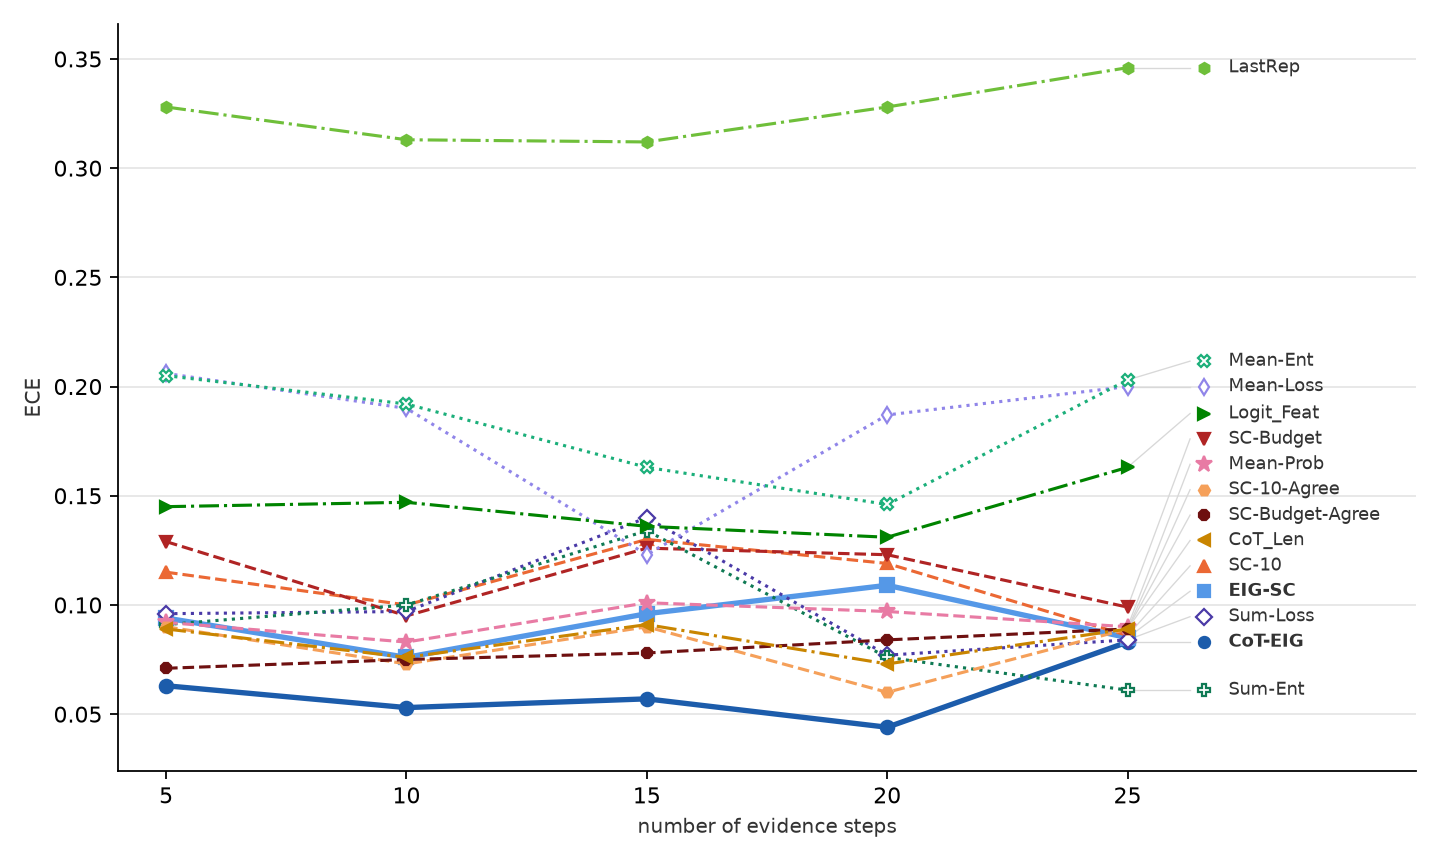 0.35
0.30
0.25
0.20
0.15
0.10
0.05
ECE
5
10
15
20
25
number of evidence steps
LastRep
Mean-Ent
Mean-Loss
Logit_Feat
SC-Budget
Mean-Prob
SC-10-Agree
SC-Budget-Agree
CoT_Len
SC-10
EIG-SC
Sum-Loss
CoT-EIG
Sum-Ent